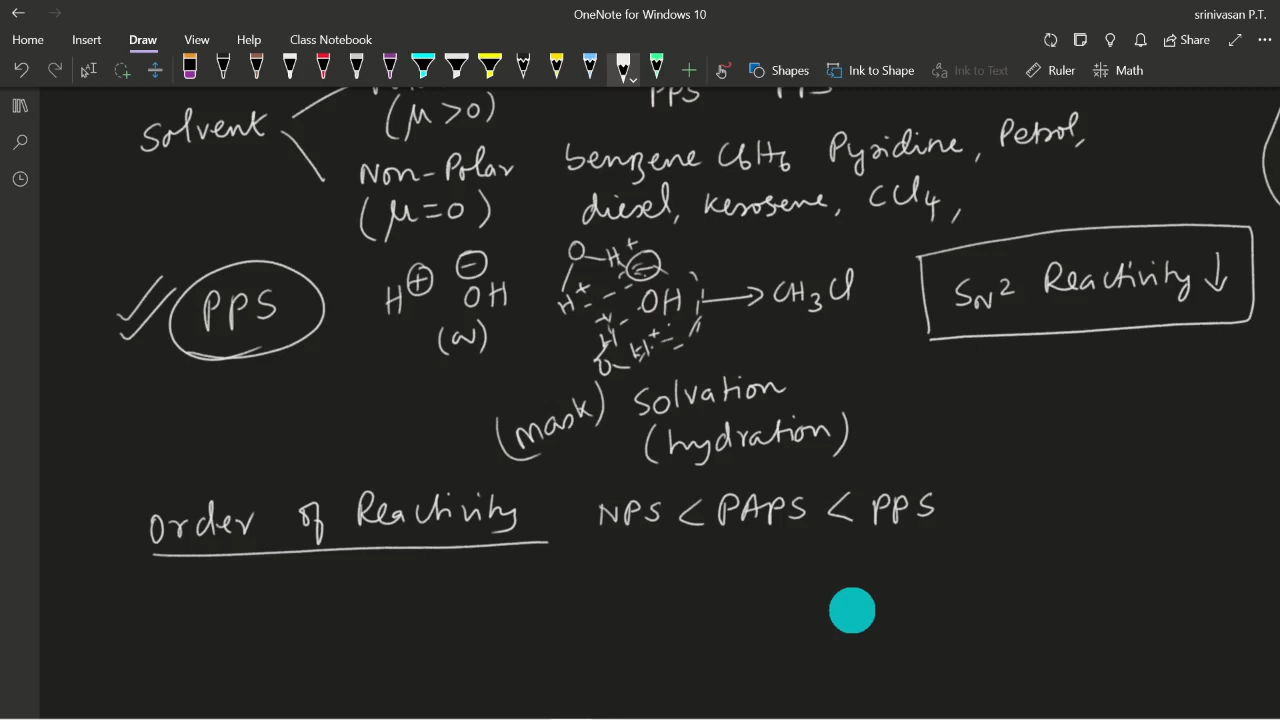 OneNote for Windows 10
srinivasan P.T.
Home Insert Draw View Help Class Notebook
Share
Shapes Ink to Shape Ink to Text Ruler Math
PPS
Solvent
(μ >0)
Non-Polar benzene C6H6 Pyridine, Petrol,
(μ =0) diesel, kerosene, CCl4,
PPS H⊕ ⊖OH O H+ H+ OH → CH3Cl SN2 Reactivity ↓
(aq)
H+ O H+
(mask) Solvation
(hydration)
Order of Reactivity NPS < PAPS < PPS